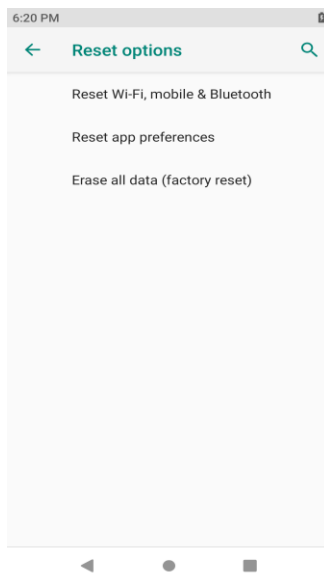 6:20 PM
Reset options
Reset Wi-Fi, mobile & Bluetooth
Reset app preferences
Erase all data (factory reset)